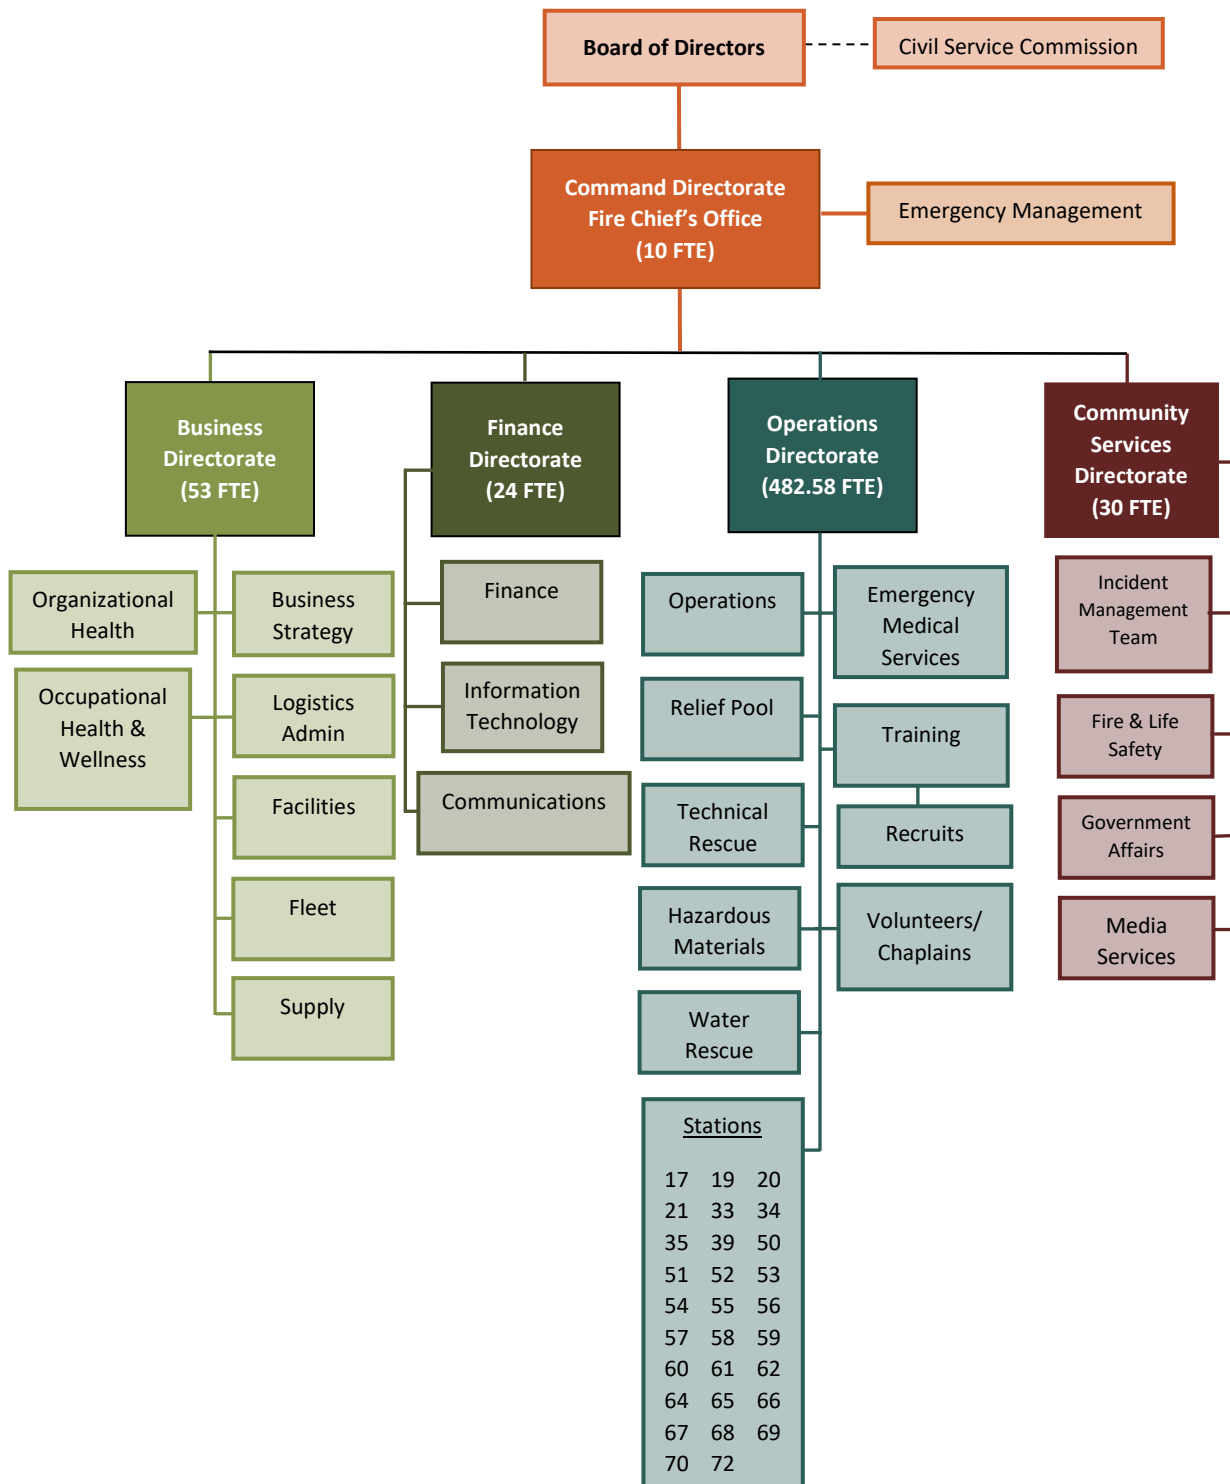 Board of Directors
Civil Service Commission
Command Directorate
Fire Chief’s Office
(10 FTE)
Emergency Management
Business
Directorate
(53 FTE)
Finance
Directorate
(24 FTE)
Operations
Directorate
(482.58 FTE)
Community
Services
Directorate
(30 FTE)
Organizational
Health
Business
Strategy
Occupational
Health &
Wellness
Logistics
Admin
Facilities
Fleet
Supply
Finance
Information
Technology
Communications
Operations
Emergency
Medical
Services
Relief Pool
Training
Technical
Rescue
Recruits
Hazardous
Materials
Volunteers/
Chaplains
Water
Rescue
Stations
17 19 20
21 33 34
35 39 50
51 52 53
54 55 56
57 58 59
60 61 62
64 65 66
67 68 69
70 72
Incident
Management
Team
Fire & Life
Safety
Government
Affairs
Media
Services